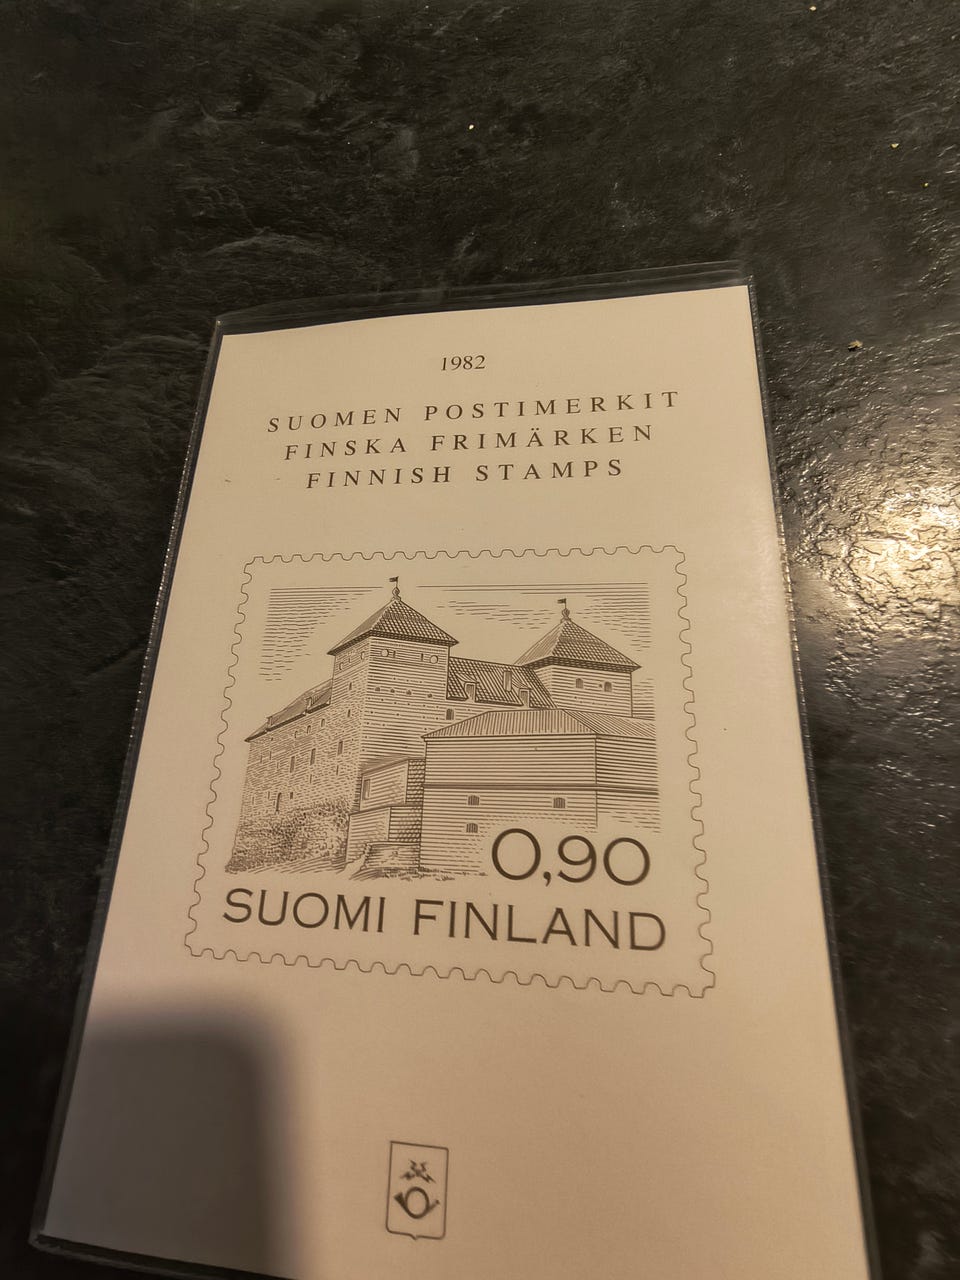 1982
SUOMEN POSTIMERKIT
FINSKA FRIMÄRKEN
FINNISH STAMPS
0,90
SUOMI FINLAND